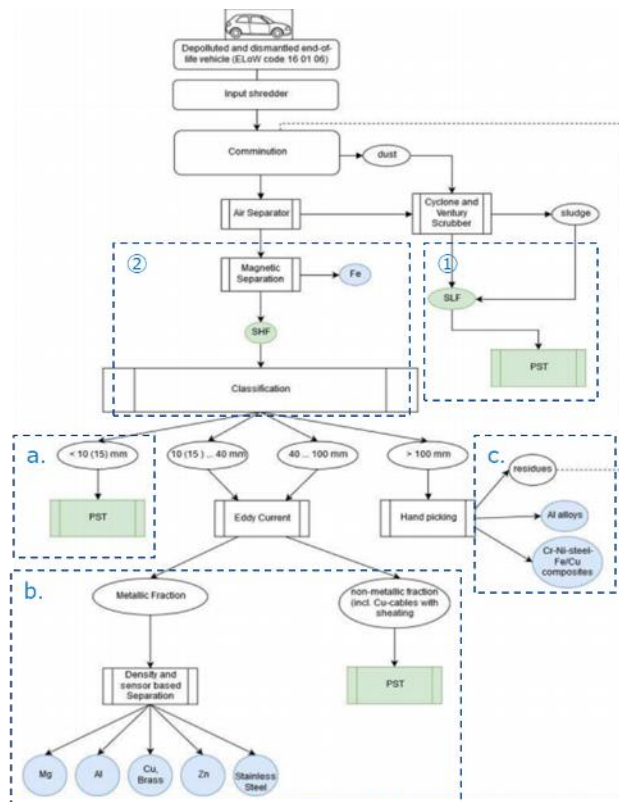 Depolluted and dismantled end-of-
life vehicle (ELoW code 16 01 06)
Input shredder
Comminution
dust
Air Separator
Cyclone and
Ventury
Scrubber
sludge
②
Magnetic
Separation
Fe
①
SLF
SHF
PST
Classification
a.
< 10 (15) mm
10 (15 ) ... 40 mm
40 ... 100 mm
> 100 mm
c.
residues
PST
Eddy Current
Hand picking
Al alloys
Cr-Ni-steel-
Fe/Cu
composites
b.
Metallic Fraction
non-metallic fraction
(incl. Cu-cables with
sheating
Density and
sensor based
Separation
PST
Mg
Al
Cu,
Brass
Zn
Stainless
Steel